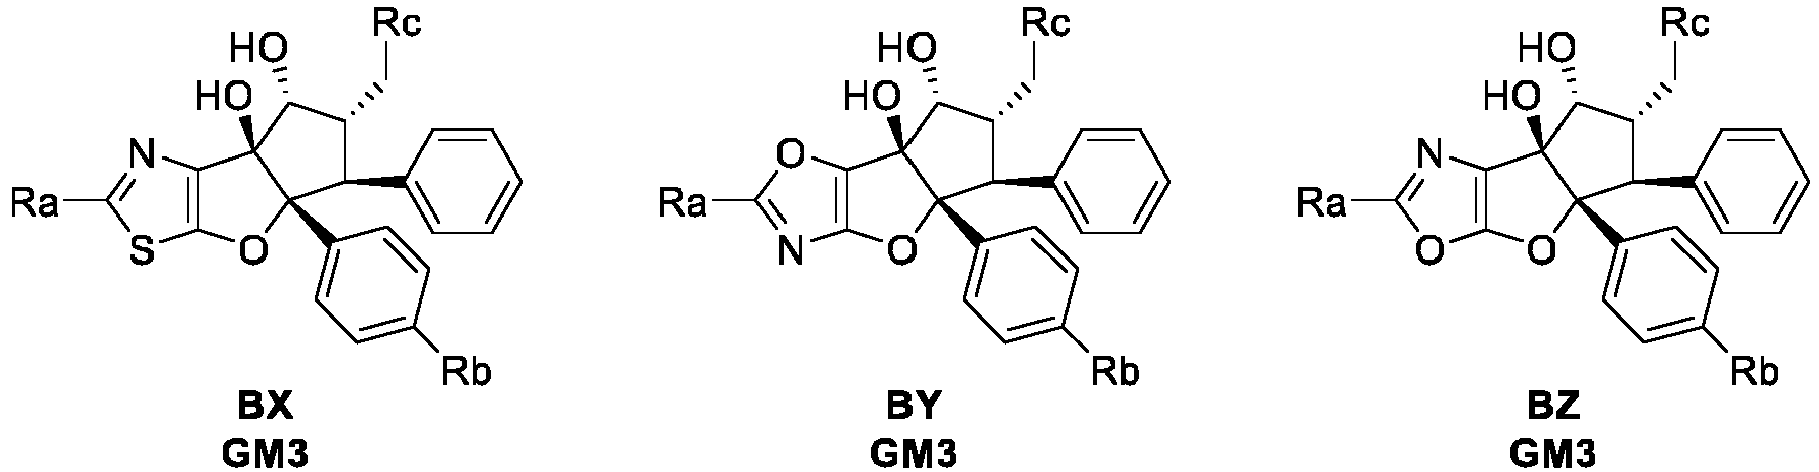 Rc Rc Rc
HO HO HO
HO HO HO
N O N
Ra Ra Ra
S O N O O O
Rb Rb Rb
BX BY BZ
GM3 GM3 GM3